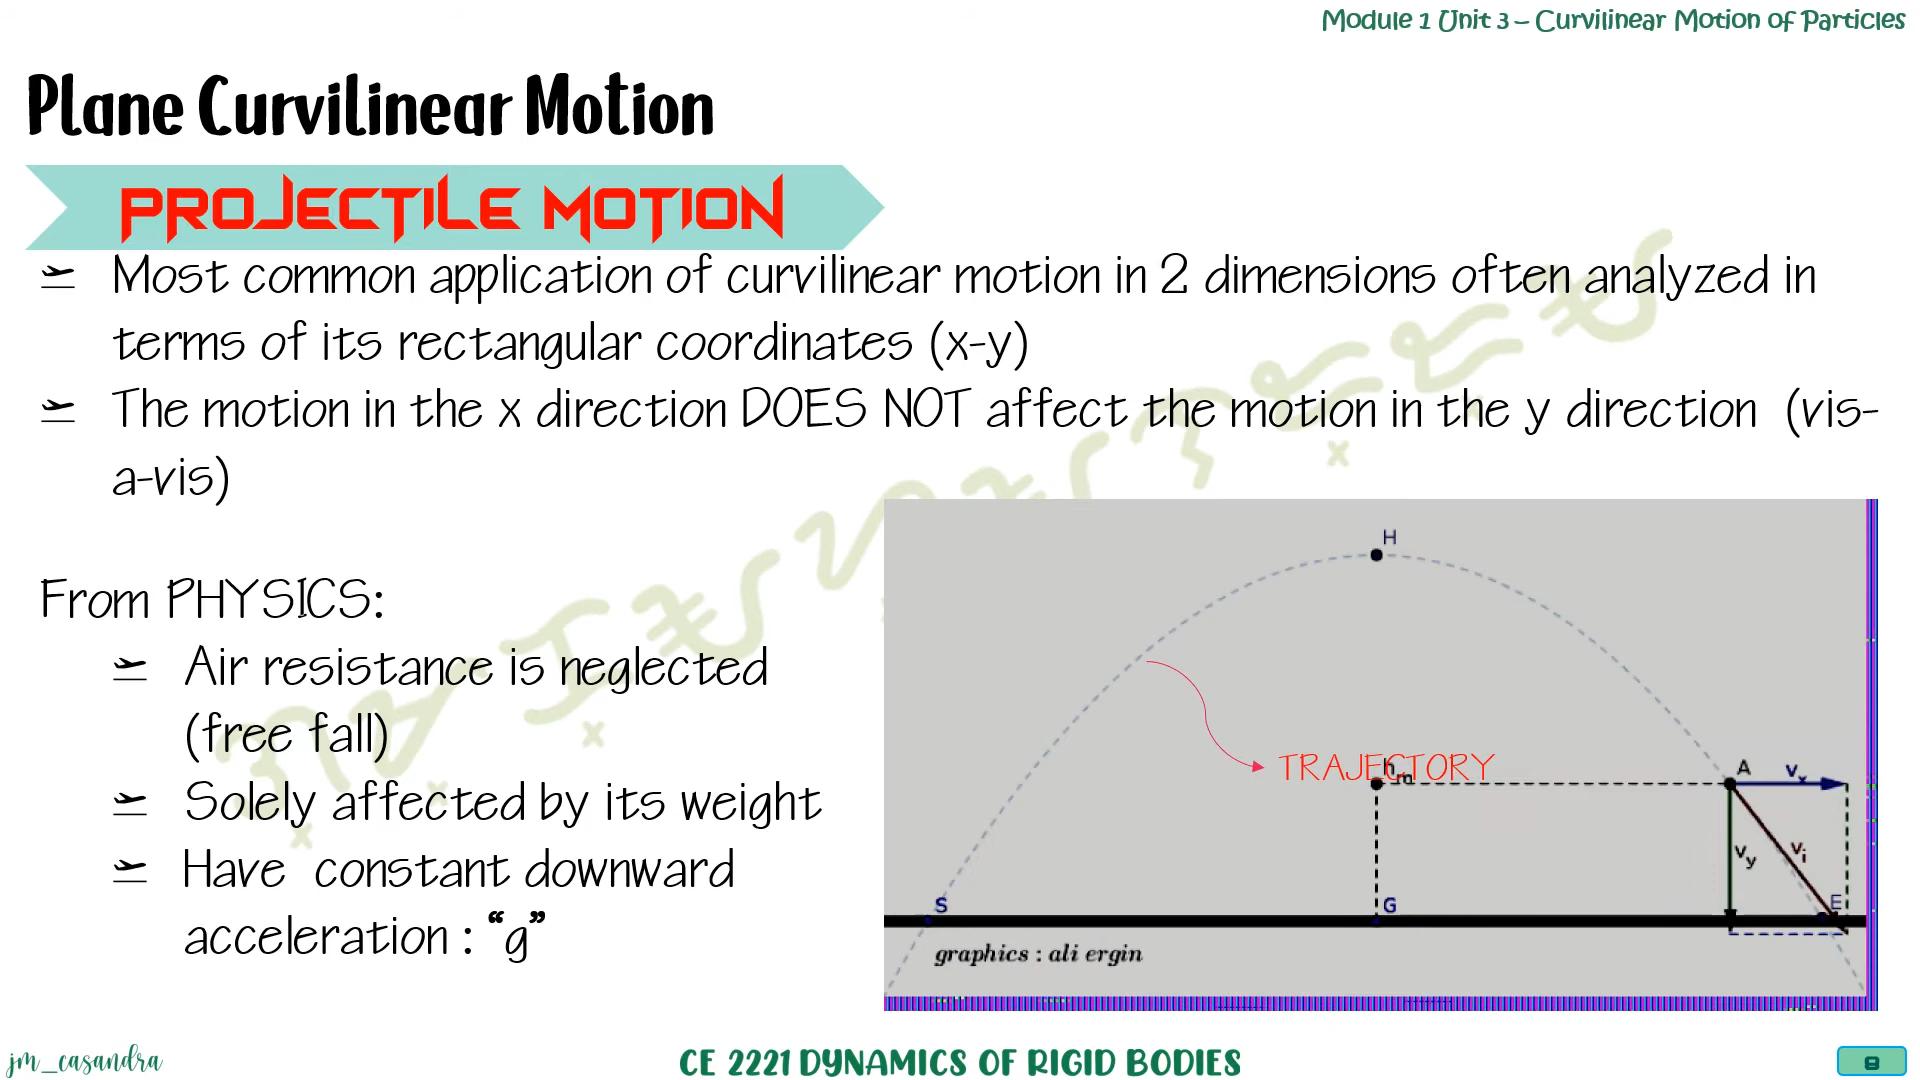 Module 1 Unit 3 – Curvilinear Motion of Particles
Plane Curvilinear Motion
PROJECTILE MOTION
Most common application of curvilinear motion in 2 dimensions often analyzed in
terms of its rectangular coordinates (x-y)
The motion in the x direction DOES NOT affect the motion in the y direction (vis-
a-vis)
From PHYSICS:
Air resistance is neglected
(free fall)
Solely affected by its weight
Have constant downward
acceleration : “g”
H
TRAJECTORY
hm
A
vx
vy
vi
S
G
E
graphics : ali ergin
jm_casandra
CE 2221 DYNAMICS OF RIGID BODIES
8